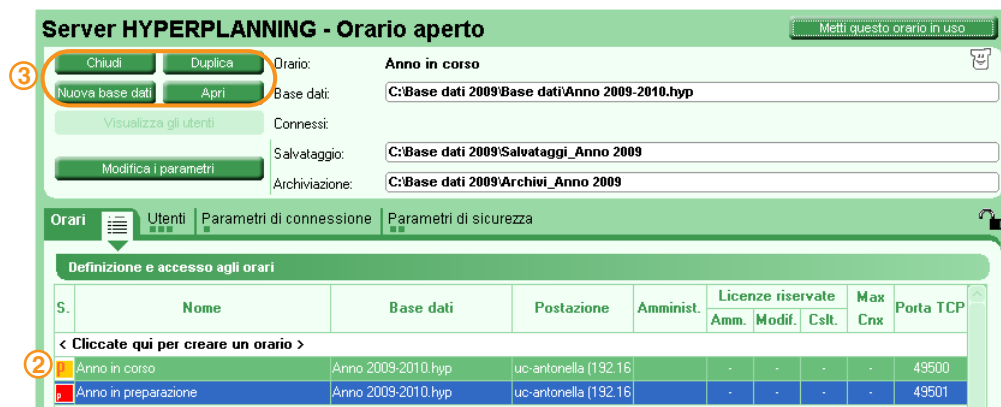 Server HYPERPLANNING - Orario aperto
Metti questo orario in uso
③
Chiudi Duplica Orario: Anno in corso
Nuova base dati Apri Base dati: C:\Base dati 2009\Base dati\Anno 2009-2010.hyp
Visualizza gli utenti Connessi:
Salvataggio: C:\Base dati 2009\Salvataggi_Anno 2009
Modifica i parametri
Archiviazione: C:\Base dati 2009\Archivi_Anno 2009
Orari Utenti Parametri di connessione Parametri di sicurezza
Definizione e accesso agli orari
S. Nome Base dati Postazione Amminist. Licenze riservate Max Cnx Porta TCP
Amm. Modif. Cslt.
< Cliccate qui per creare un orario >
② P Anno in corso Anno 2009-2010.hyp uc-antonella (192.16 - - - - 49500
P Anno in preparazione Anno 2009-2010.hyp uc-antonella (192.16 - - - - 49501